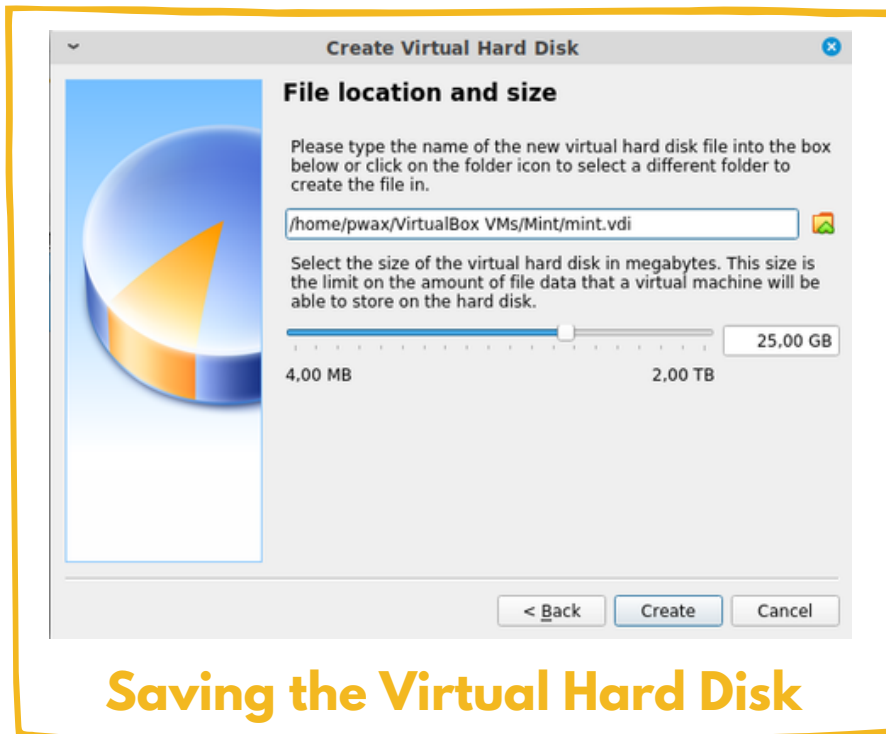 Create Virtual Hard Disk
File location and size
Please type the name of the new virtual hard disk file into the box
below or click on the folder icon to select a different folder to
create the file in.
/home/pwax/VirtualBox VMs/Mint/mint.vdi
Select the size of the virtual hard disk in megabytes. This size is
the limit on the amount of file data that a virtual machine will be
able to store on the hard disk.
25,00 GB
4,00 MB 2,00 TB
< Back Create Cancel
Saving the Virtual Hard Disk